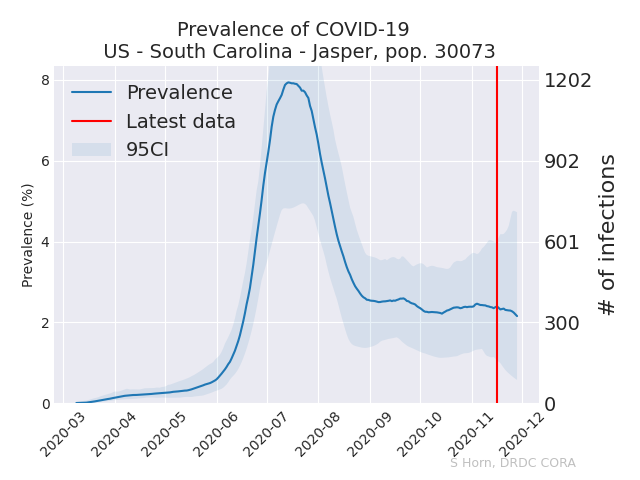 Prevalence of COVID-19
US - South Carolina - Jasper, pop. 30073
Prevalence
Latest data
95CI
Prevalence (%)
8
6
4
2
0
1202
902
601
300
0
# of infections
2020-03
2020-04
2020-05
2020-06
2020-07
2020-08
2020-09
2020-10
2020-11
2020-12
S Horn, DRDC CORA